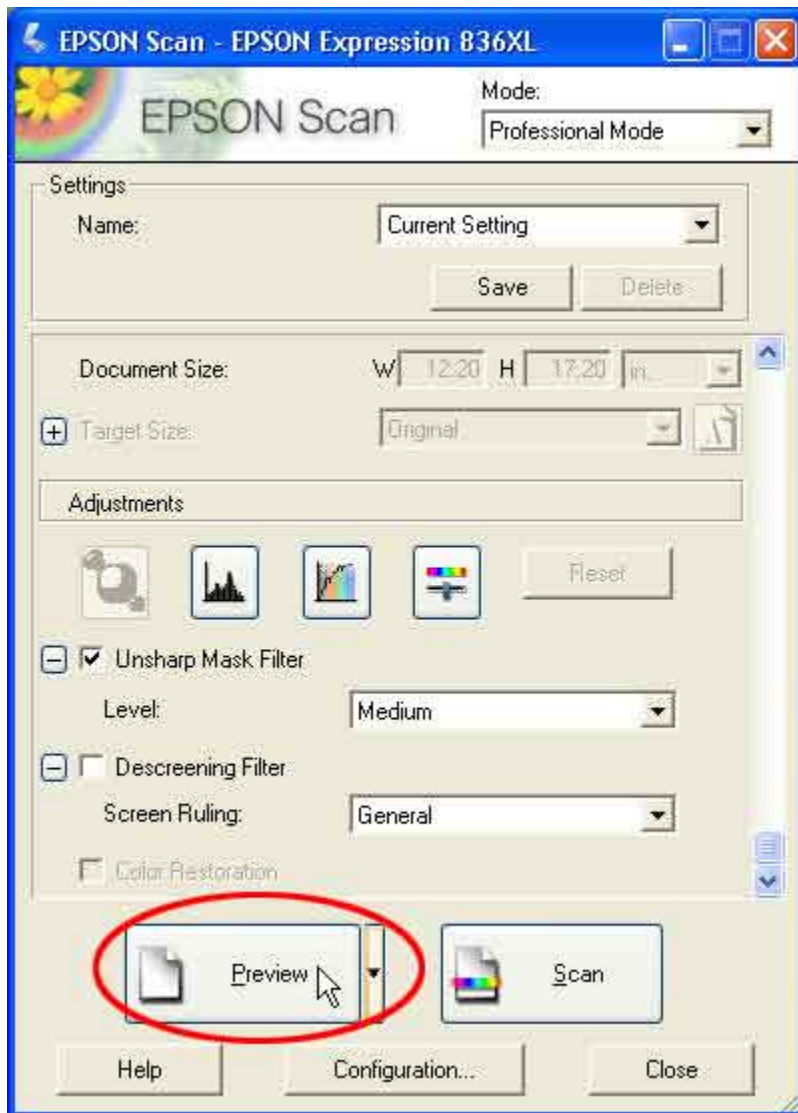 EPSON Scan - EPSON Expression 836XL
EPSON Scan
Mode:
Professional Mode
Settings
Name:
Current Setting
Save
Delete
Document Size:
W 12.20 H 17.20 in.
Target Size:
Original
Adjustments
Reset
Unsharp Mask Filter
Level:
Medium
Descreening Filter
Screen Ruling:
General
Color Restoration
Preview
Scan
Help
Configuration...
Close